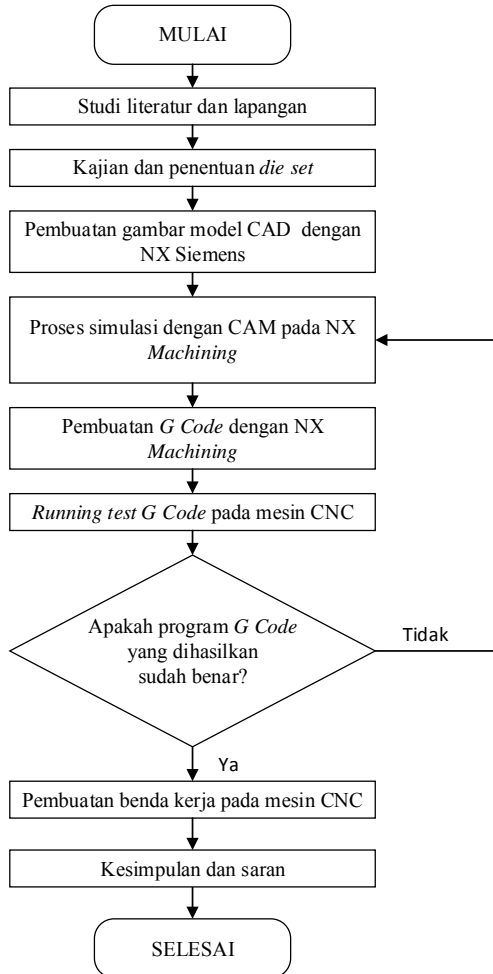 MULAI
Studi literatur dan lapangan
Kajian dan penentuan die set
Pembuatan gambar model CAD dengan
NX Siemens
Proses simulasi dengan CAM pada NX
Machining
Pembuatan G Code dengan NX
Machining
Running test G Code pada mesin CNC
Apakah program G Code
yang dihasilkan
sudah benar?
Tidak
Ya
Pembuatan benda kerja pada mesin CNC
Kesimpulan dan saran
SELESAI